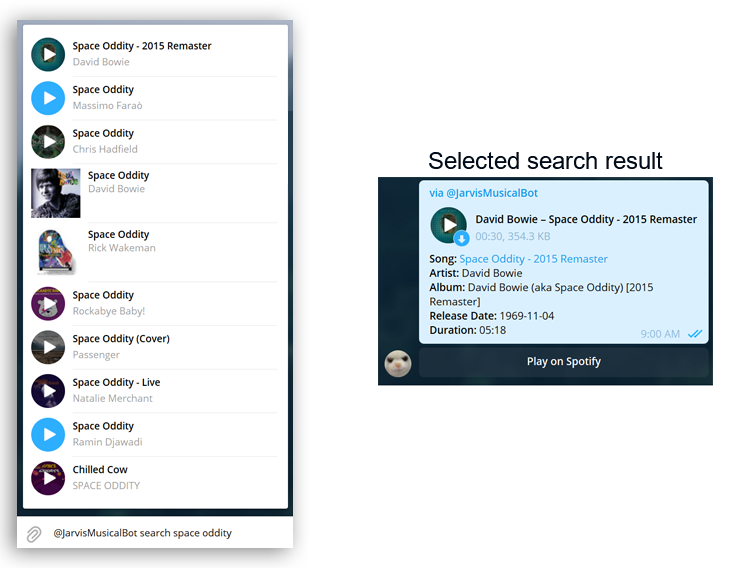 Space Oddity - 2015 Remaster
David Bowie
Space Oddity
Massimo Faraò
Space Oddity
Chris Hadfield
Space Oddity
David Bowie
Space Oddity
Rick Wakeman
Space Oddity
Rockabye Baby!
Space Oddity (Cover)
Passenger
Space Oddity - Live
Natalie Merchant
Space Oddity
Ramin Djawadi
Chilled Cow
SPACE ODDITY
@JarvisMusicalBot search space oddity
Selected search result
via @JarvisMusicalBot
David Bowie – Space Oddity - 2015 Remaster
00:30, 354.3 KB
Song: Space Oddity - 2015 Remaster
Artist: David Bowie
Album: David Bowie (aka Space Oddity) [2015
Remaster]
Release Date: 1969-11-04
Duration: 05:18
9:00 AM
Play on Spotify